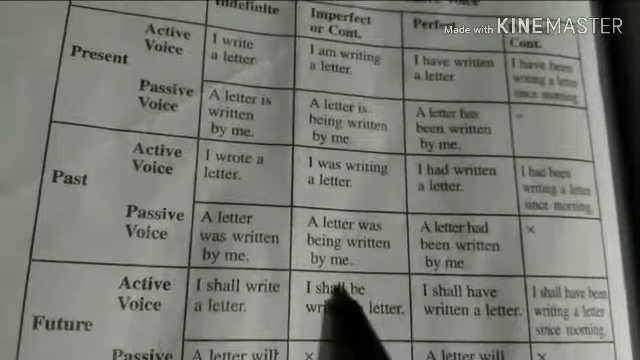 Made with KINEMASTER
Indefinite Imperfect or Cont. Perfect Cont.
Present
Active Voice
I write a letter.
I am writing a letter.
I have written a letter.
I have been writing a letter since morning.
Passive Voice
A letter is written by me.
A letter is being written by me.
A letter has been written by me.
Past
Active Voice
I wrote a letter.
I was writing a letter.
I had written a letter.
I had been writing a letter since morning.
Passive Voice
A letter was written by me.
A letter was being written by me.
A letter had been written by me
×
Future
Active Voice
I shall write a letter.
I shall be
letter.
I shall have written a letter.
I shall have been writing a letter since morning.
Passive
A letter will
×
A letter will